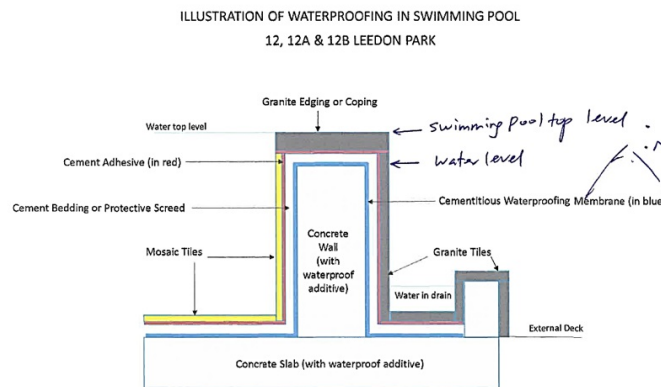 ILLUSTRATION OF WATERPROOFING IN SWIMMING POOL
12, 12A & 12B LEEDON PARK
Granite Edging or Coping
Water top level
swimming pool top level
Cement Adhesive (in red)
water level
Cement Bedding or Protective Screed
Cementitious Waterproofing Membrane (in blue
Concrete
Wall
(with
waterproof
additive)
Mosaic Tiles
Granite Tiles
Water in drain
External Deck
Concrete Slab (with waterproof additive)